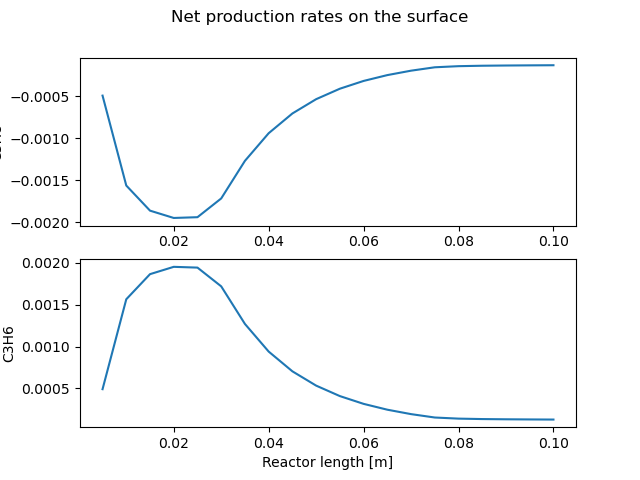 Net production rates on the surface
−0.0005
−0.0010
−0.0015
−0.0020
0.02 0.04 0.06 0.08 0.10
0.0020
0.0015
0.0010
0.0005
C3H6
0.02 0.04 0.06 0.08 0.10
Reactor length [m]